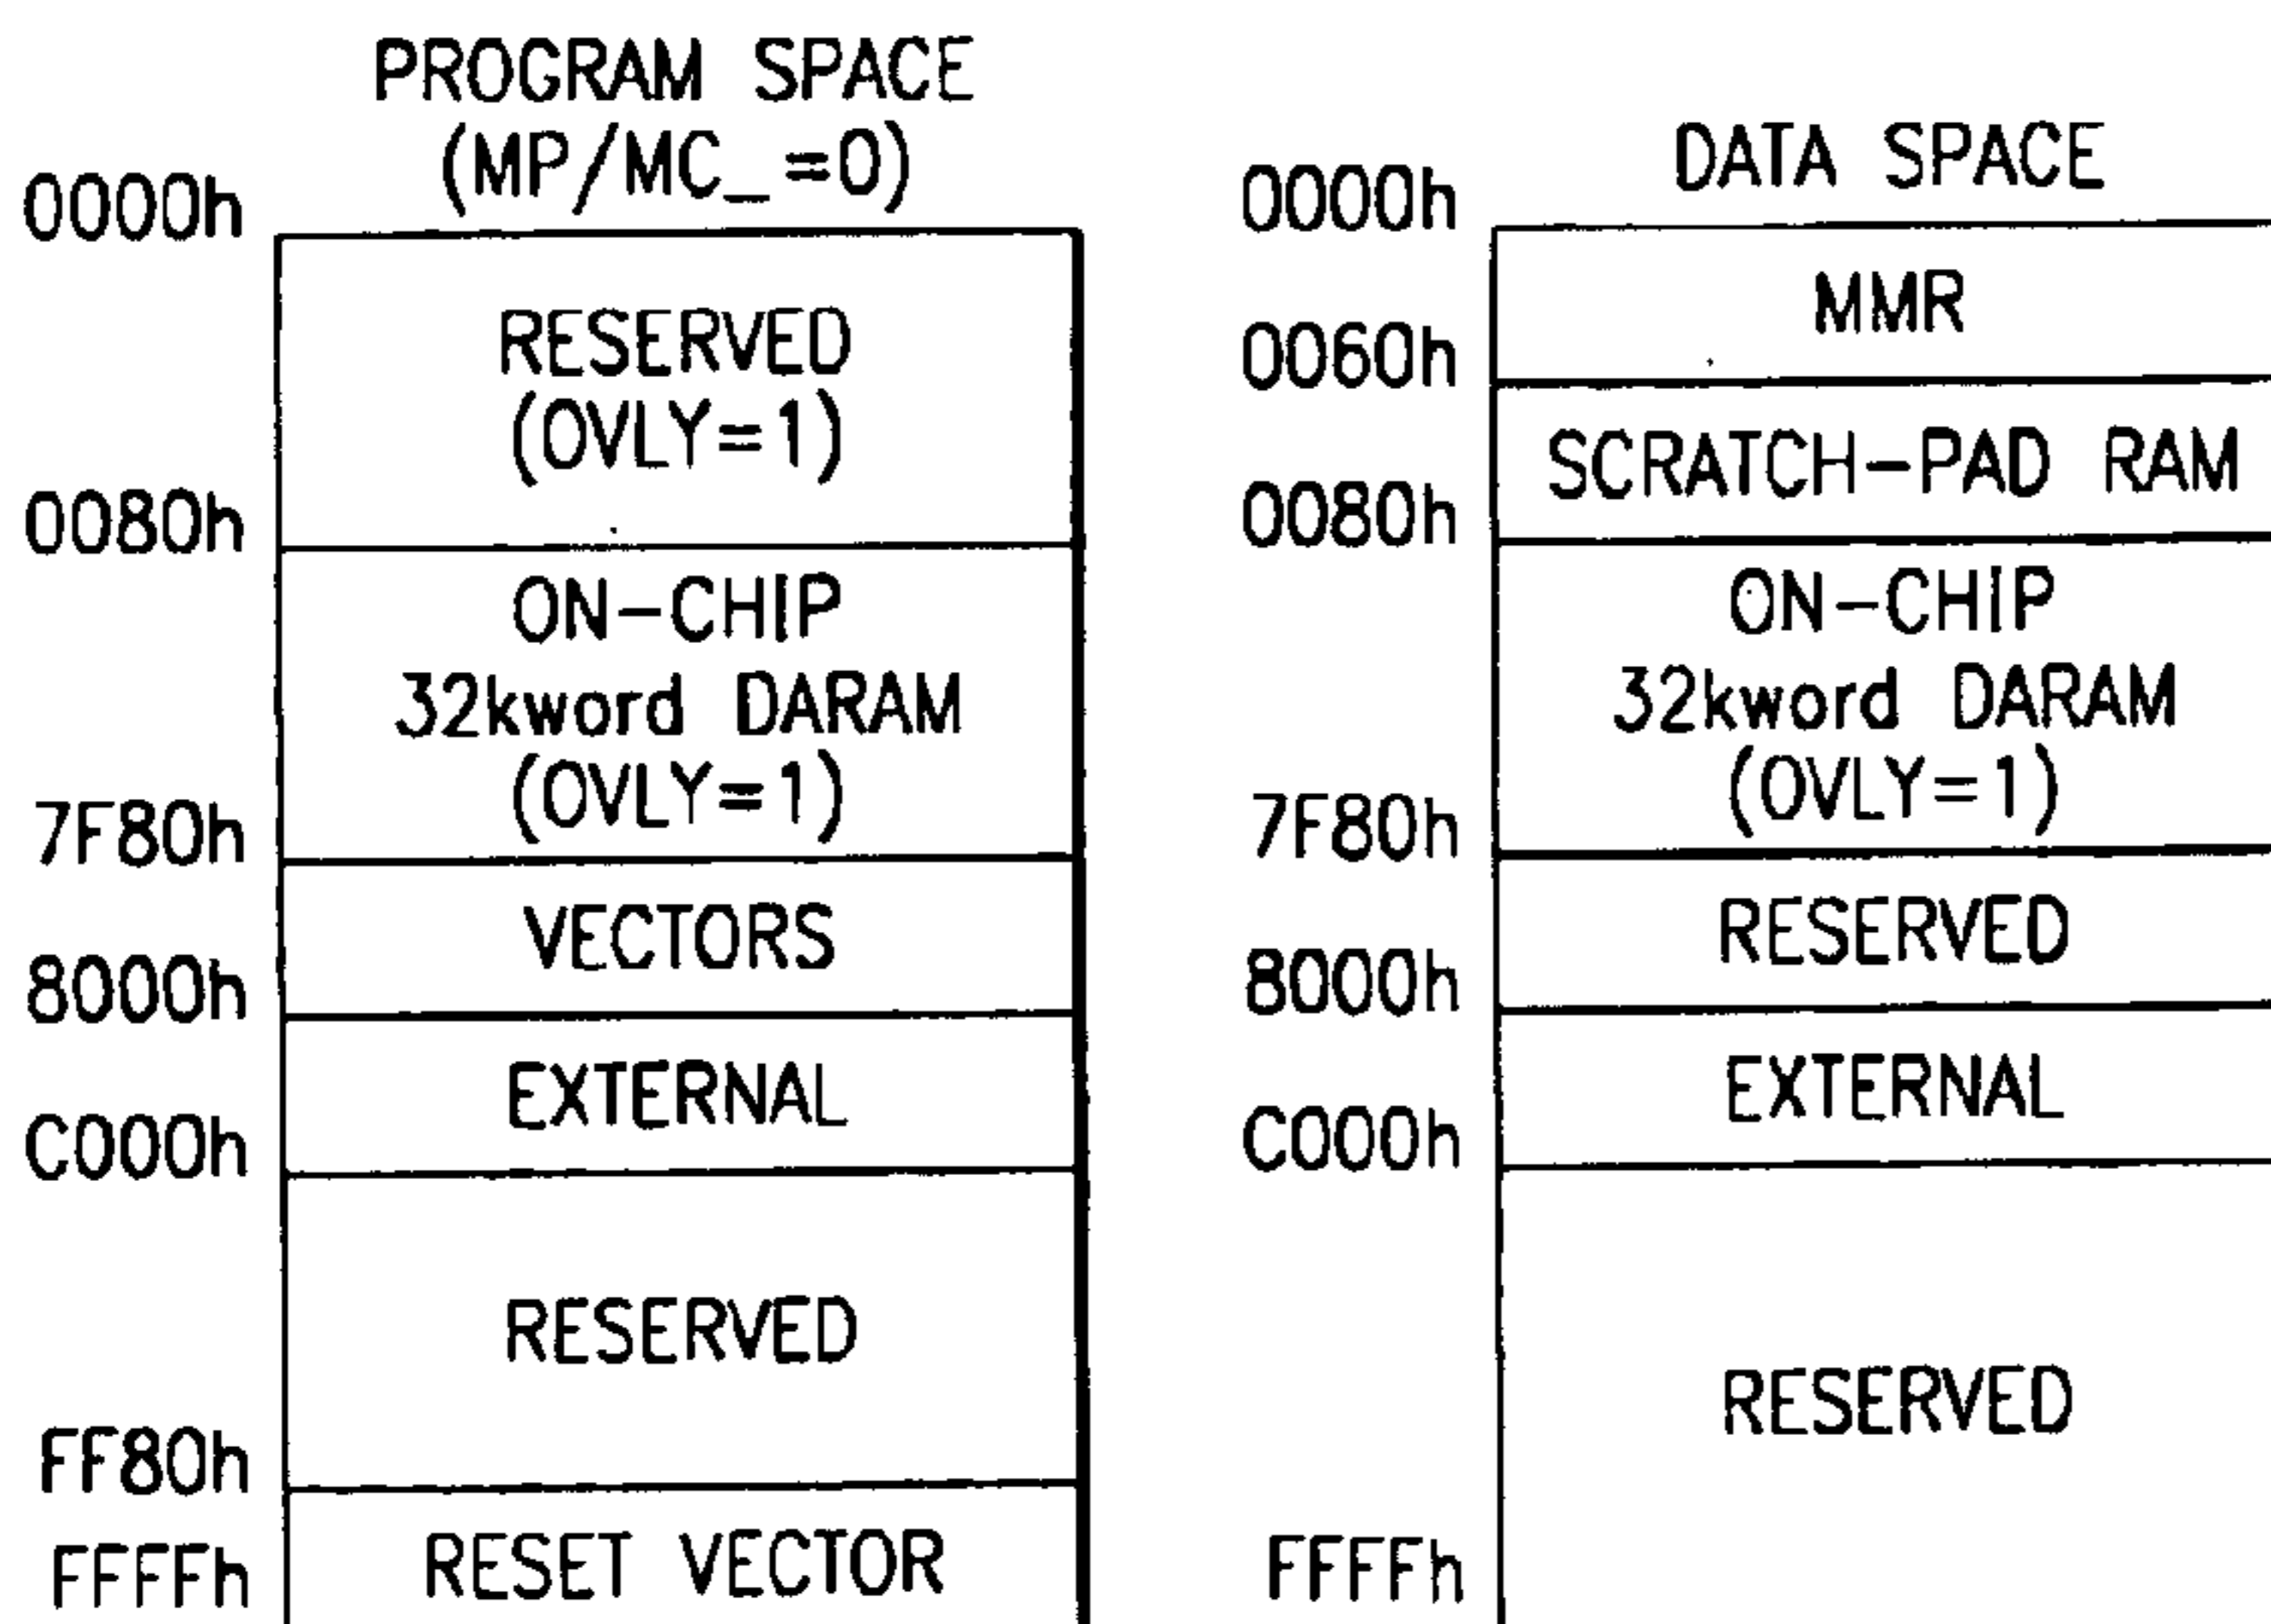 PROGRAM SPACE
(MP/MC_=0)
0000h
RESERVED
(OVLY=1)
0080h
ON-CHIP
32kword DARAM
(OVLY=1)
7F80h
VECTORS
8000h
EXTERNAL
C000h
RESERVED
FF80h
RESET VECTOR
FFFFh
DATA SPACE
0000h
MMR
0060h
SCRATCH-PAD RAM
0080h
ON-CHIP
32kword DARAM
(OVLY=1)
7F80h
RESERVED
8000h
EXTERNAL
C000h
RESERVED
FFFFh